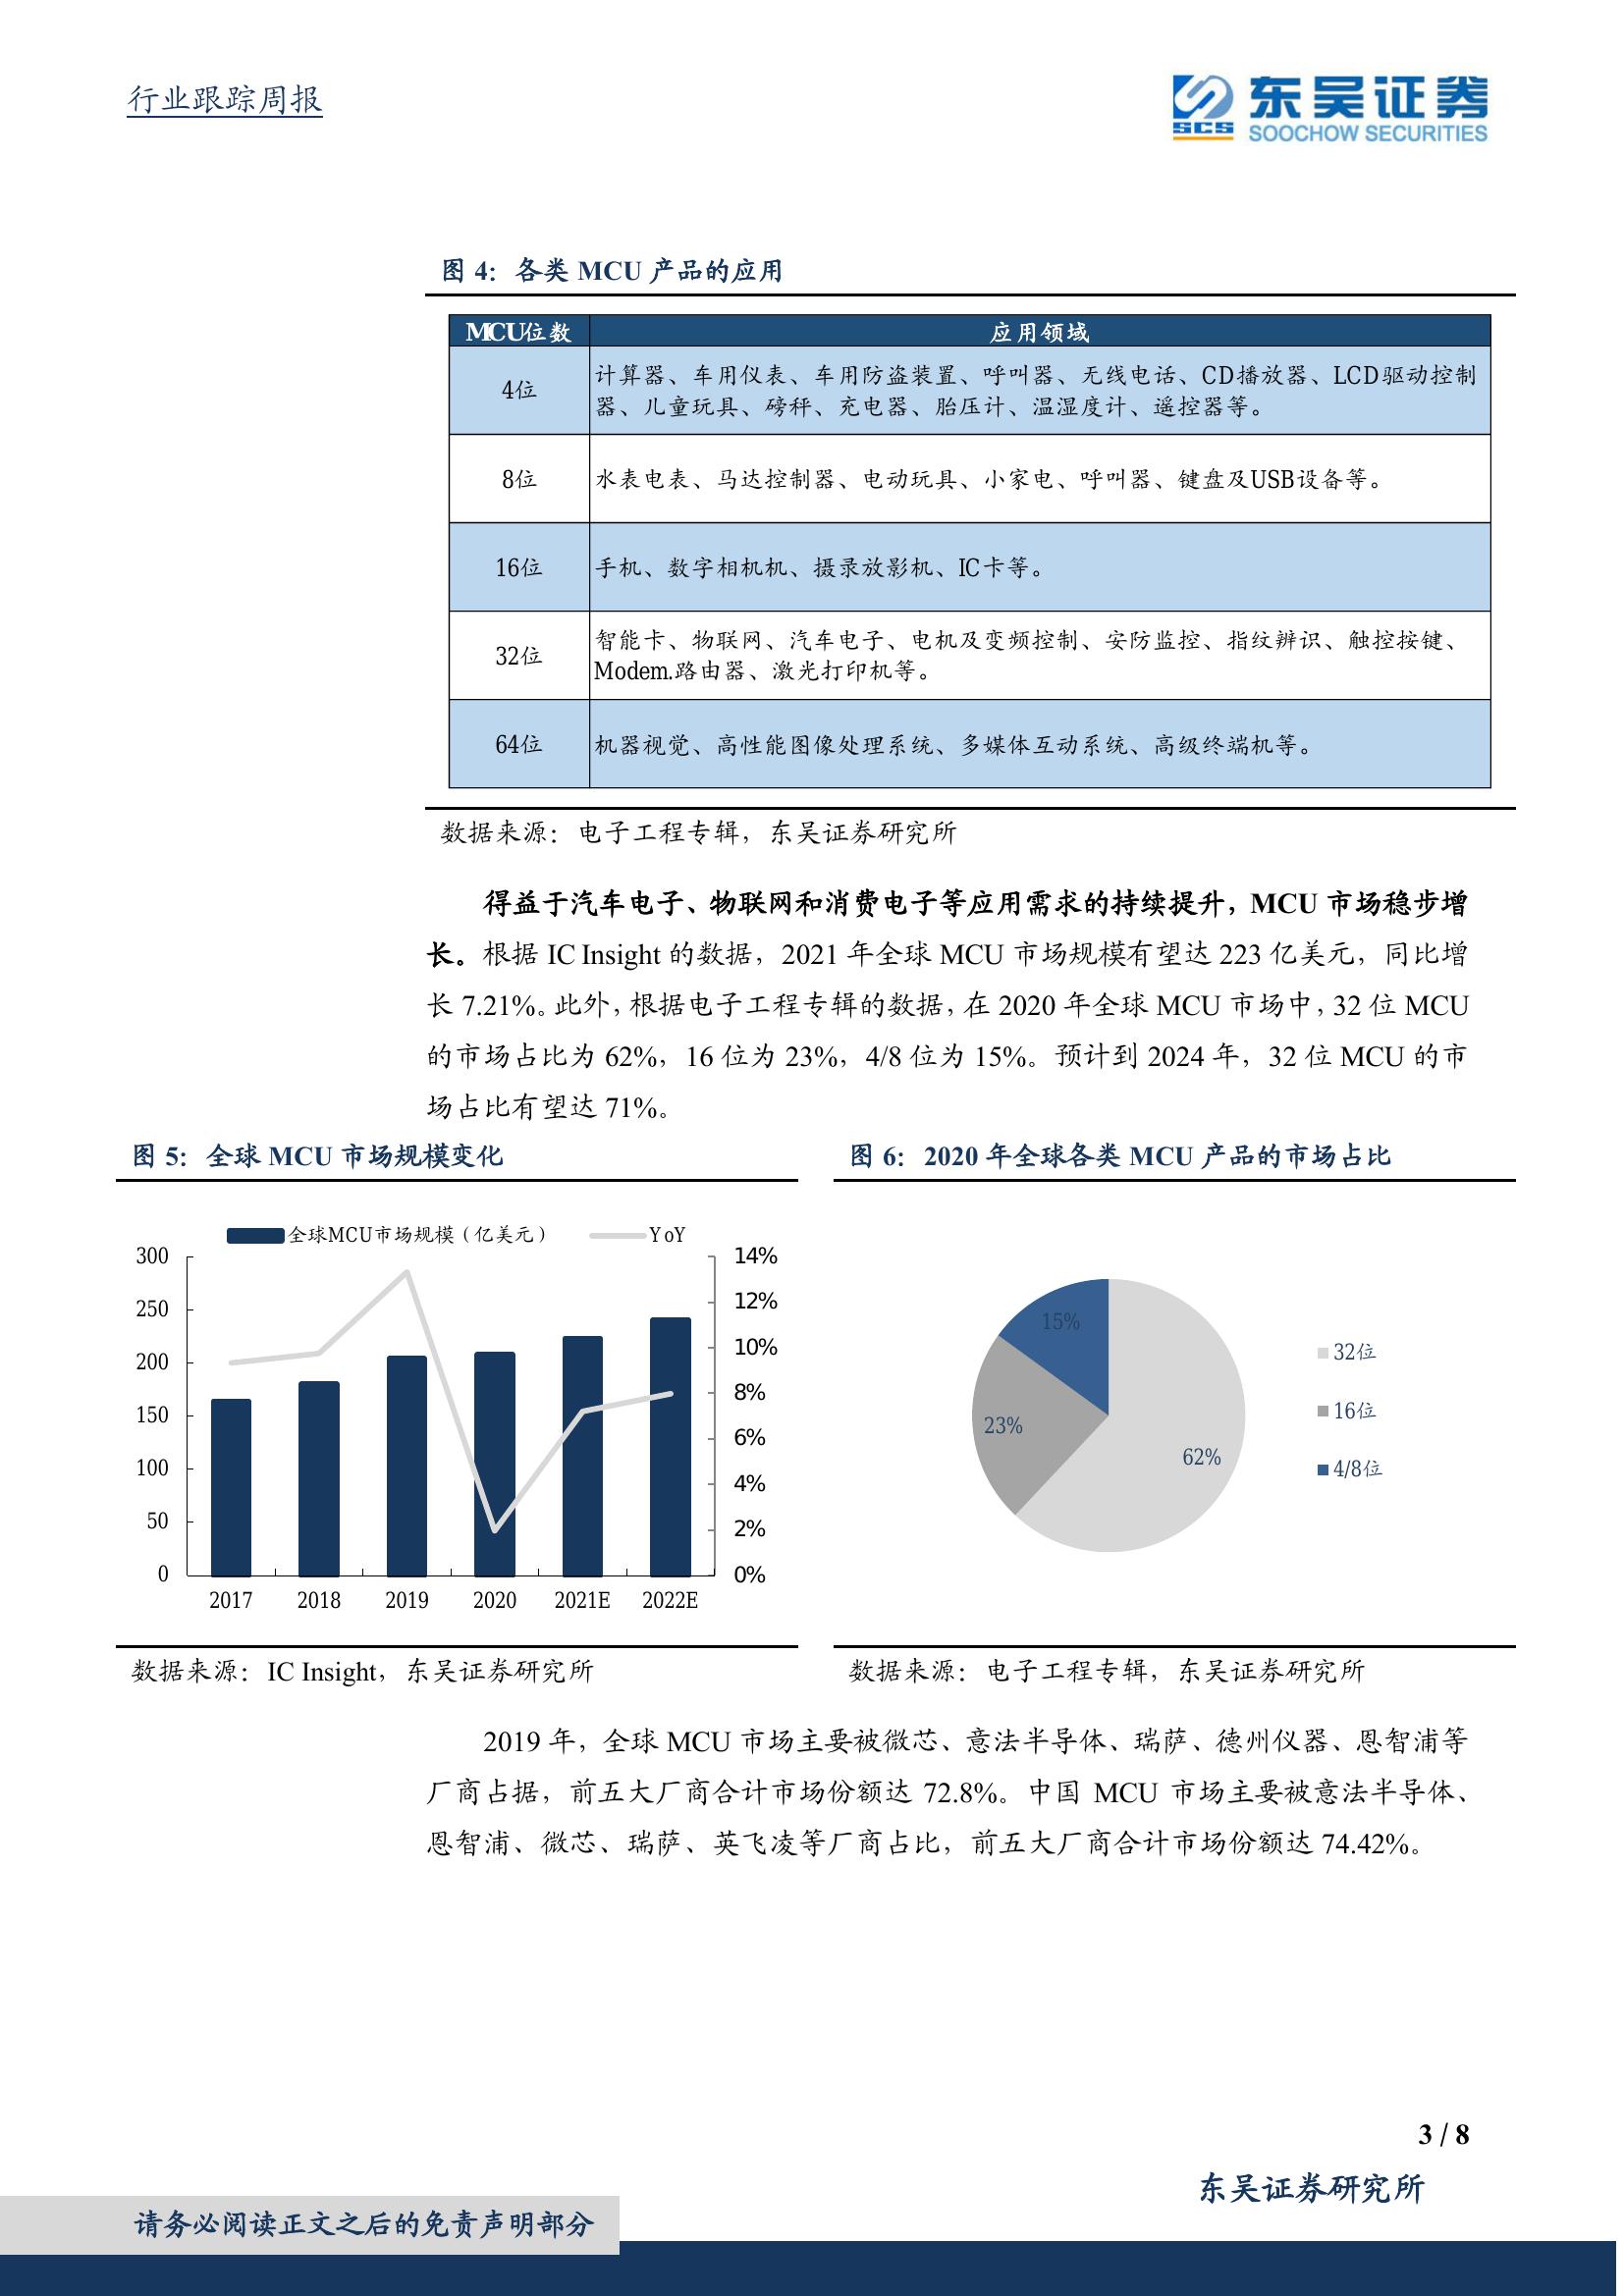 行业跟踪周报
SCS
东吴证券
SOOCHOW SECURITIES
图 4：各类 MCU 产品的应用
MCU位数 应用领域
4位
计算器、车用仪表、车用防盗装置、呼叫器、无线电话、CD播放器、LCD驱动控制
器、儿童玩具、磅秤、充电器、胎压计、温湿度计、遥控器等。
8位 水表电表、马达控制器、电动玩具、小家电、呼叫器、键盘及USB设备等。
16位 手机、数字相机机、摄录放影机、IC卡等。
32位
智能卡、物联网、汽车电子、电机及变频控制、安防监控、指纹辨识、触控按键、
Modem.路由器、激光打印机等。
64位 机器视觉、高性能图像处理系统、多媒体互动系统、高级终端机等。
数据来源：电子工程专辑，东吴证券研究所
得益于汽车电子、物联网和消费电子等应用需求的持续提升，MCU 市场稳步增
长。根据 IC Insight 的数据，2021 年全球 MCU 市场规模有望达 223 亿美元，同比增
长 7.21%。此外，根据电子工程专辑的数据，在 2020 年全球 MCU 市场中，32 位 MCU
的市场占比为 62%，16 位为 23%，4/8 位为 15%。预计到 2024 年，32 位 MCU 的市
场占比有望达 71%。
图 5：全球 MCU 市场规模变化
全球MCU市场规模（亿美元） YoY
300
250
200
150
100
50
0
14%
12%
10%
8%
6%
4%
2%
0%
2017 2018 2019 2020 2021E 2022E
数据来源：IC Insight，东吴证券研究所
图 6：2020 年全球各类 MCU 产品的市场占比
15%
23%
62%
32位
16位
4/8位
数据来源：电子工程专辑，东吴证券研究所
2019 年，全球 MCU 市场主要被微芯、意法半导体、瑞萨、德州仪器、恩智浦等
厂商占据，前五大厂商合计市场份额达 72.8%。中国 MCU 市场主要被意法半导体、
恩智浦、微芯、瑞萨、英飞凌等厂商占比，前五大厂商合计市场份额达 74.42%。
3 / 8
东吴证券研究所
请务必阅读正文之后的免责声明部分